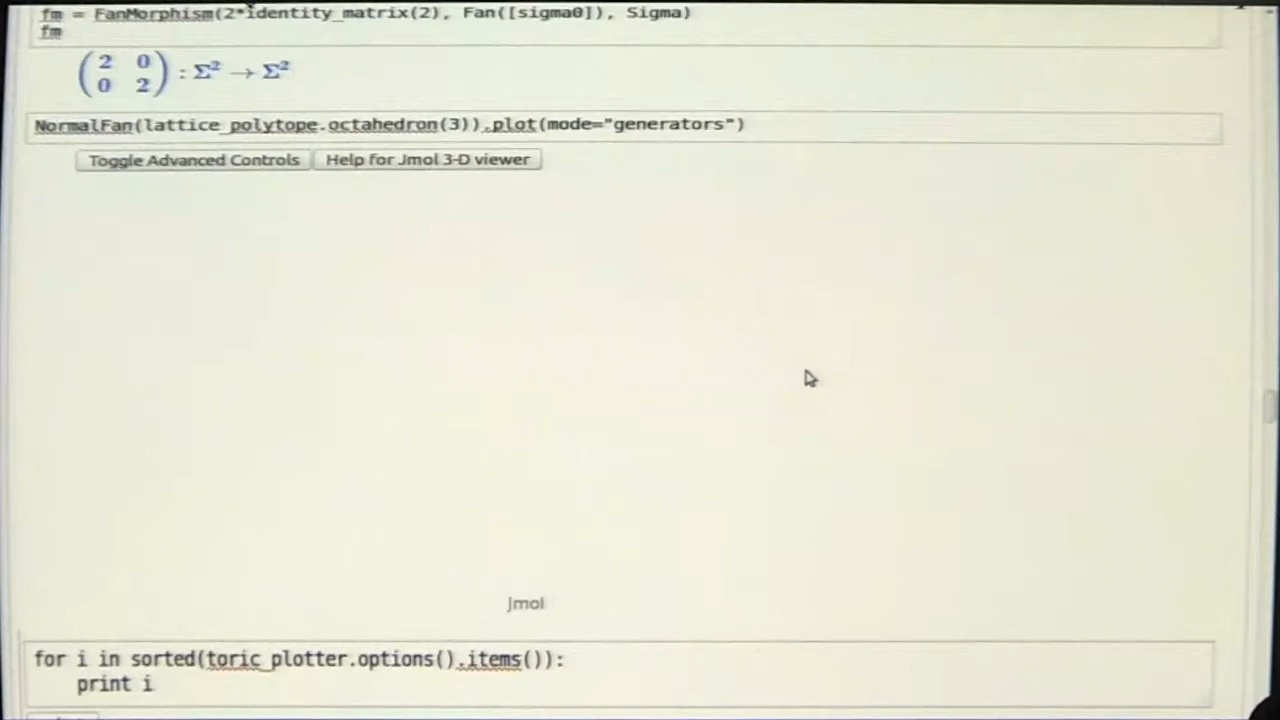 fm = FanMorphism(2*identity_matrix(2), Fan([sigma0]), Sigma)
fm
( 2 0
0 2 ) : Σ² → Σ²
NormalFan(lattice_polytope.octahedron(3)).plot(mode="generators")
Toggle Advanced Controls Help for Jmol 3-D viewer
Jmol
for i in sorted(toric_plotter.options().items()):
print i